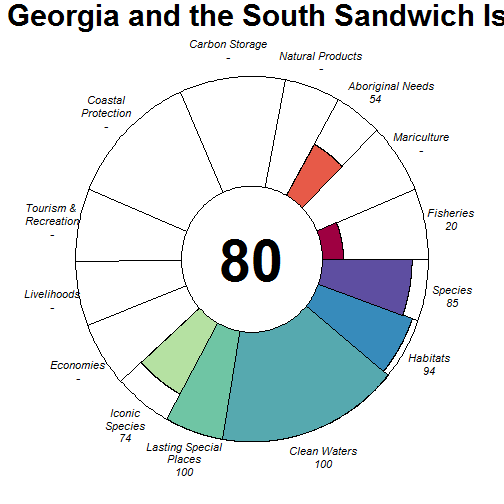 Georgia and the South Sandwich Is
Carbon Storage
-
Natural Products
-
Aboriginal Needs
54
Mariculture
-
Fisheries
20
Species
85
Habitats
94
Clean Waters
100
Lasting Special
Places
100
Iconic
Species
74
Economies
-
Livelihoods
-
Tourism &
Recreation
-
Coastal
Protection
-
80